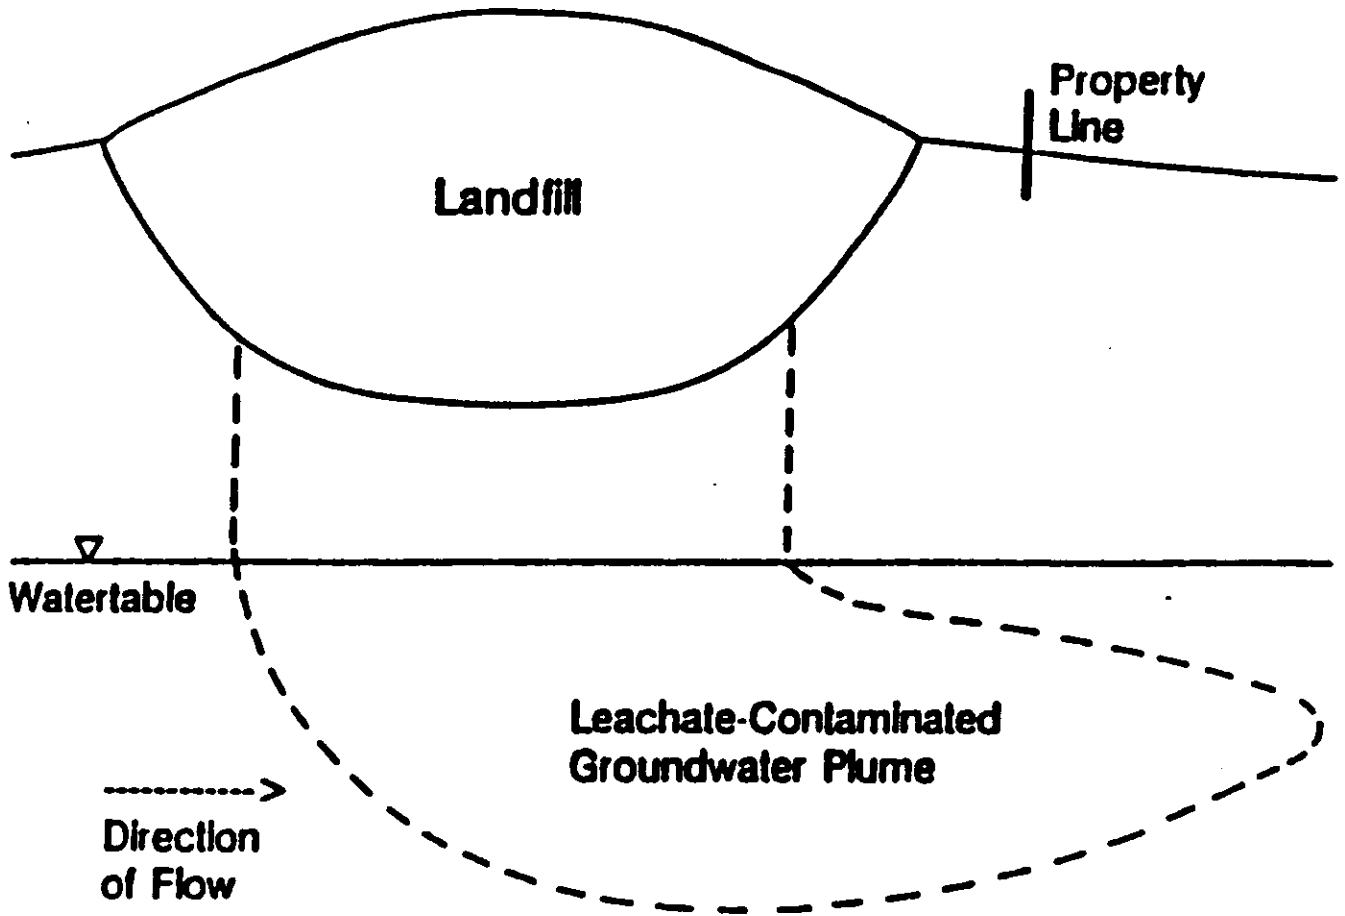 Property
Line
Landfill
Watertable
Leachate-Contaminated
Groundwater Plume
Direction
of Flow